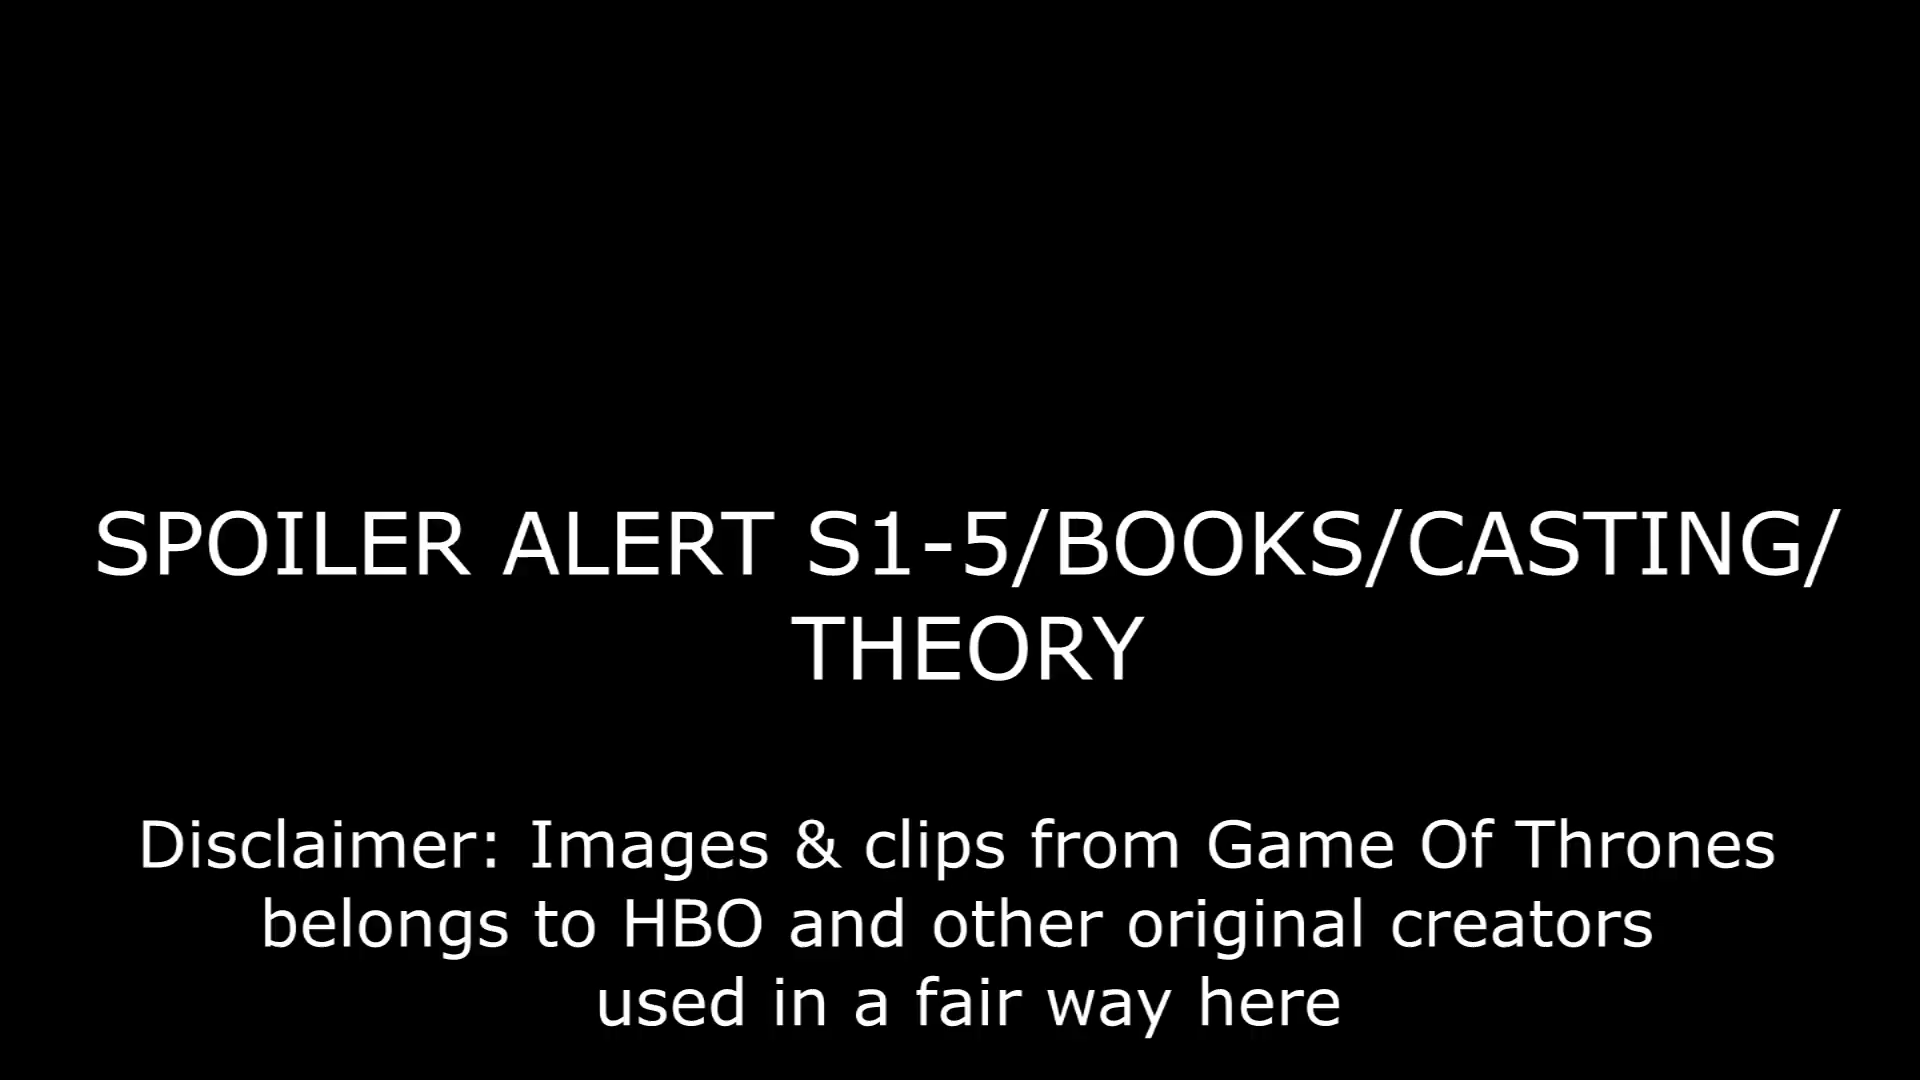 SPOILER ALERT S1-5/BOOKS/CASTING/
THEORY
Disclaimer: Images & clips from Game Of Thrones
belongs to HBO and other original creators
used in a fair way here